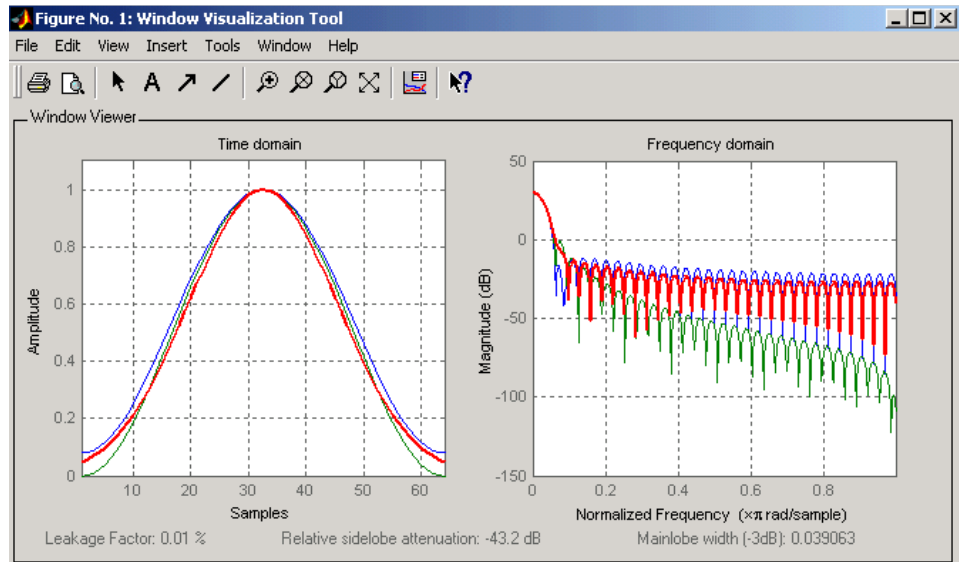 Figure No. 1: Window Visualization Tool
File Edit View Insert Tools Window Help
A
Window Viewer
Time domain
Frequency domain
Amplitude
1
0.8
0.6
0.4
0.2
0
10 20 30 40 50 60
Samples
Magnitude (dB)
50
0
-50
-100
-150
0 0.2 0.4 0.6 0.8
Normalized Frequency (×π rad/sample)
Leakage Factor: 0.01 % Relative sidelobe attenuation: -43.2 dB Mainlobe width (-3dB): 0.039063